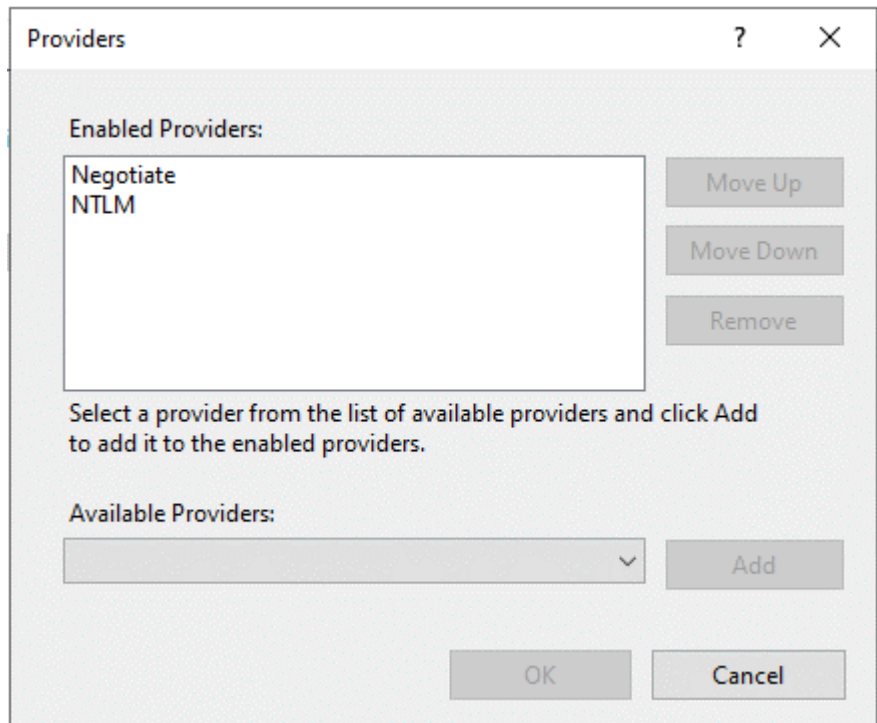 Providers
?
Enabled Providers:
Negotiate
NTLM
Move Up
Move Down
Remove
Select a provider from the list of available providers and click Add
to add it to the enabled providers.
Available Providers:
Add
OK
Cancel